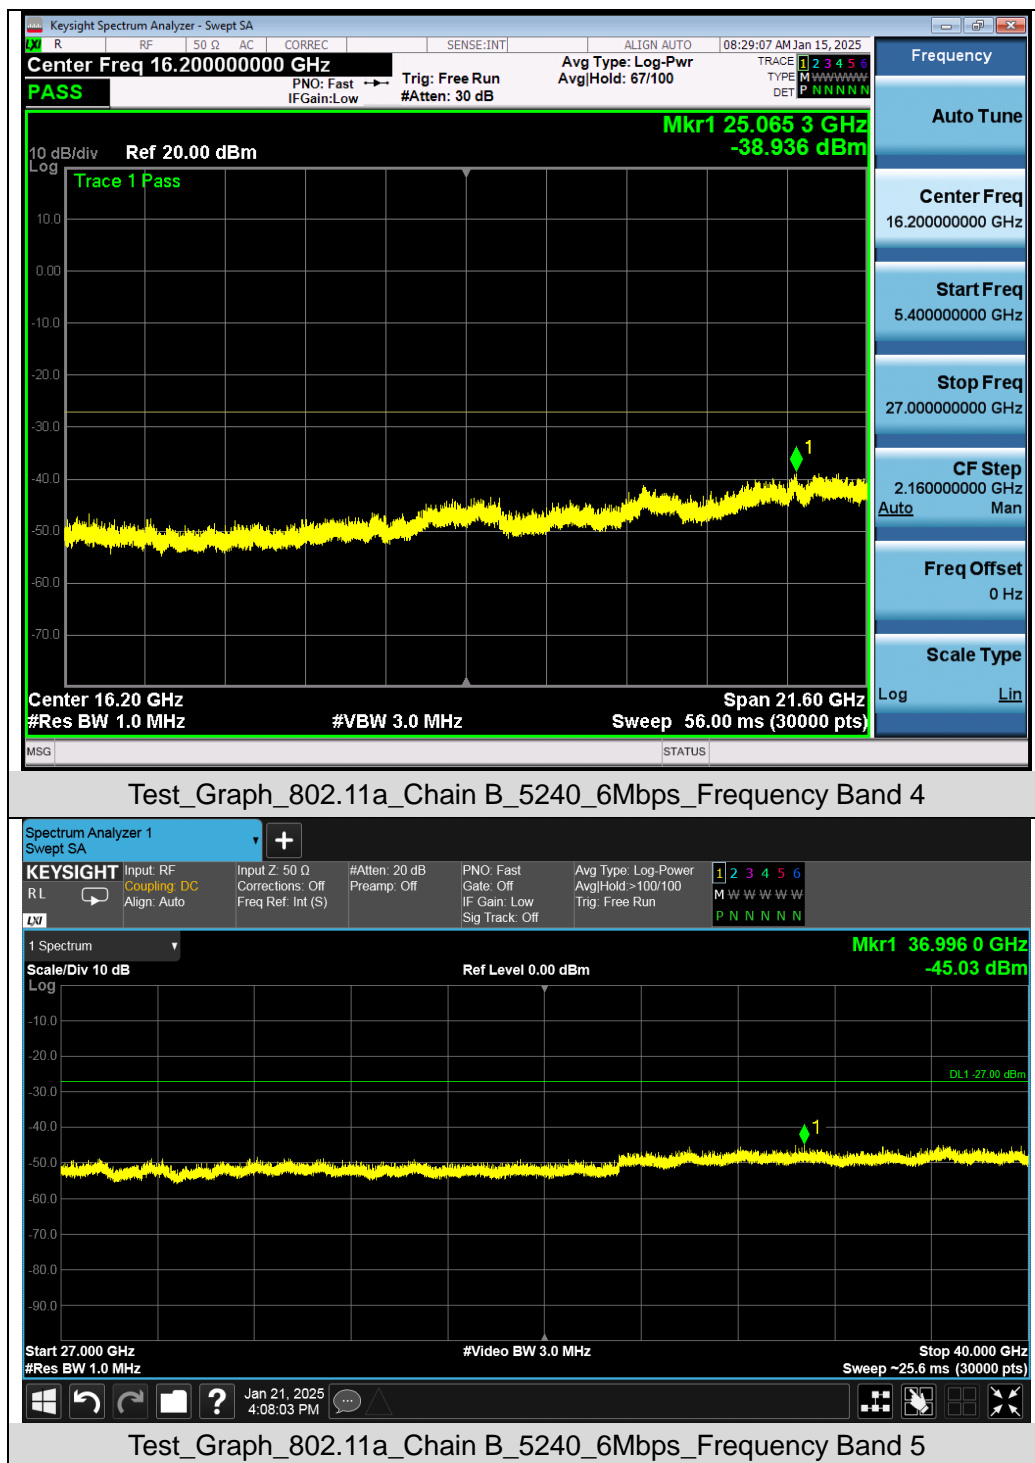 Keysight Spectrum Analyzer - Swept SA
LXI R RF 50 Ω AC CORREC SENSE:INT ALIGN AUTO 08:29:07 AM Jan 15, 2025
Center Freq 16.200000000 GHz
PNO: Fast
IFGain:Low
Trig: Free Run
#Atten: 30 dB
Avg Type: Log-Pwr
Avg|Hold: 67/100
TRACE 1 2 3 4 5 6
TYPE M W W W W W
DET P N N N N N
PASS
Mkr1 25.065 3 GHz
-38.936 dBm
10 dB/div Ref 20.00 dBm
Log
Trace 1 Pass
10.0
0.00
-10.0
-20.0
-30.0
-40.0
-50.0
-60.0
-70.0
1
Center 16.20 GHz Span 21.60 GHz
#Res BW 1.0 MHz #VBW 3.0 MHz Sweep 56.00 ms (30000 pts)
MSG STATUS
Frequency
Auto Tune
Center Freq
16.200000000 GHz
Start Freq
5.400000000 GHz
Stop Freq
27.000000000 GHz
CF Step
2.160000000 GHz
Auto Man
Freq Offset
0 Hz
Scale Type
Log Lin
Test_Graph_802.11a_Chain B_5240_6Mbps_Frequency Band 4
Spectrum Analyzer 1
Swept SA
KEYSIGHT
RL
LXI
Input: RF
Coupling: DC
Align: Auto
Input Z: 50 Ω
Corrections: Off
Freq Ref: Int (S)
#Atten: 20 dB
Preamp: Off
PNO: Fast
Gate: Off
IF Gain: Low
Sig Track: Off
Avg Type: Log-Power
Avg|Hold:>100/100
Trig: Free Run
1 2 3 4 5 6
M W W W W W
P N N N N N
1 Spectrum
Mkr1 36.996 0 GHz
Scale/Div 10 dB Ref Level 0.00 dBm -45.03 dBm
Log
-10.0
-20.0
-30.0
-40.0
-50.0
-60.0
-70.0
-80.0
-90.0
DL1 -27.00 dBm
1
Start 27.000 GHz #Video BW 3.0 MHz Stop 40.000 GHz
#Res BW 1.0 MHz Sweep ~25.6 ms (30000 pts)
Jan 21, 2025
4:08:03 PM
Test_Graph_802.11a_Chain B_5240_6Mbps_Frequency Band 5